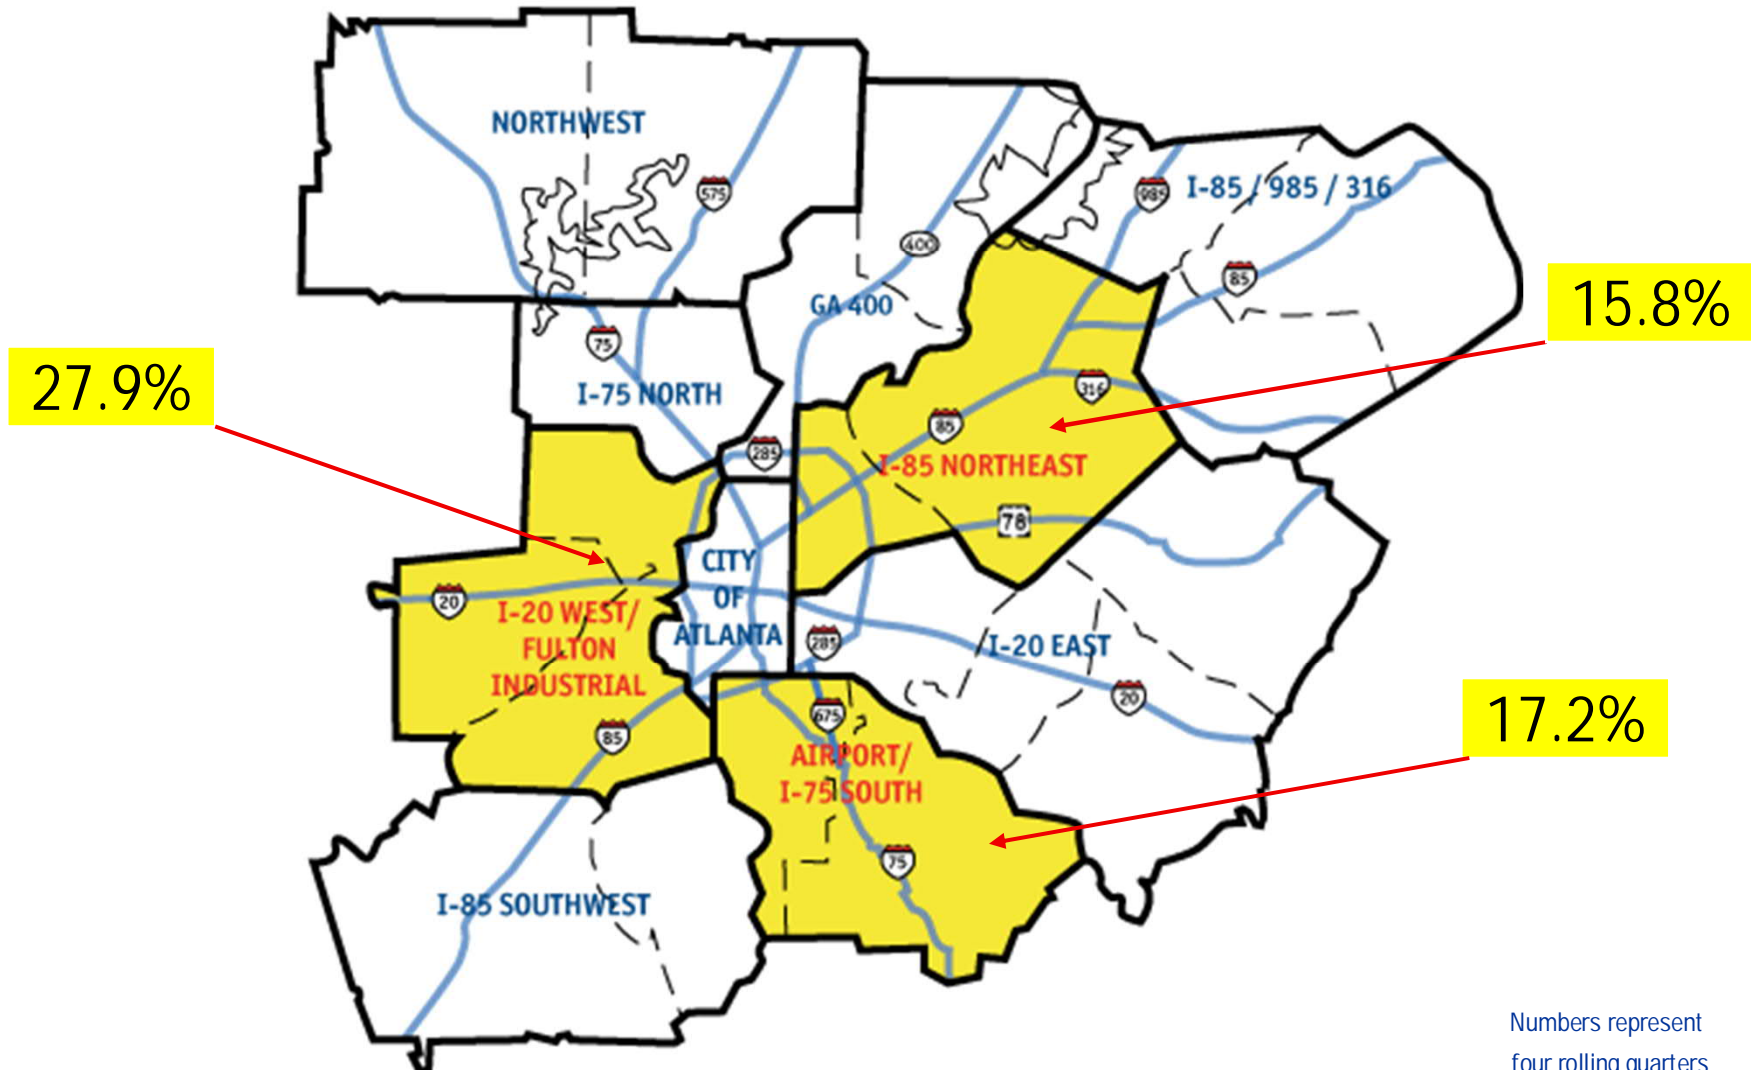 NORTHWEST
575
985
I-85 / 985 / 316
400
85
15.8%
GA 400
75
27.9%
I-75 NORTH
316
85
285
I-85 NORTHEAST
78
CITY
OF
ATLANTA
20
I-20 WEST/
FULTON
INDUSTRIAL
285
I-20 EAST
20
675
85
17.2%
AIRPORT/
I-75 SOUTH
75
I-85 SOUTHWEST
Numbers represent
four rolling quarters